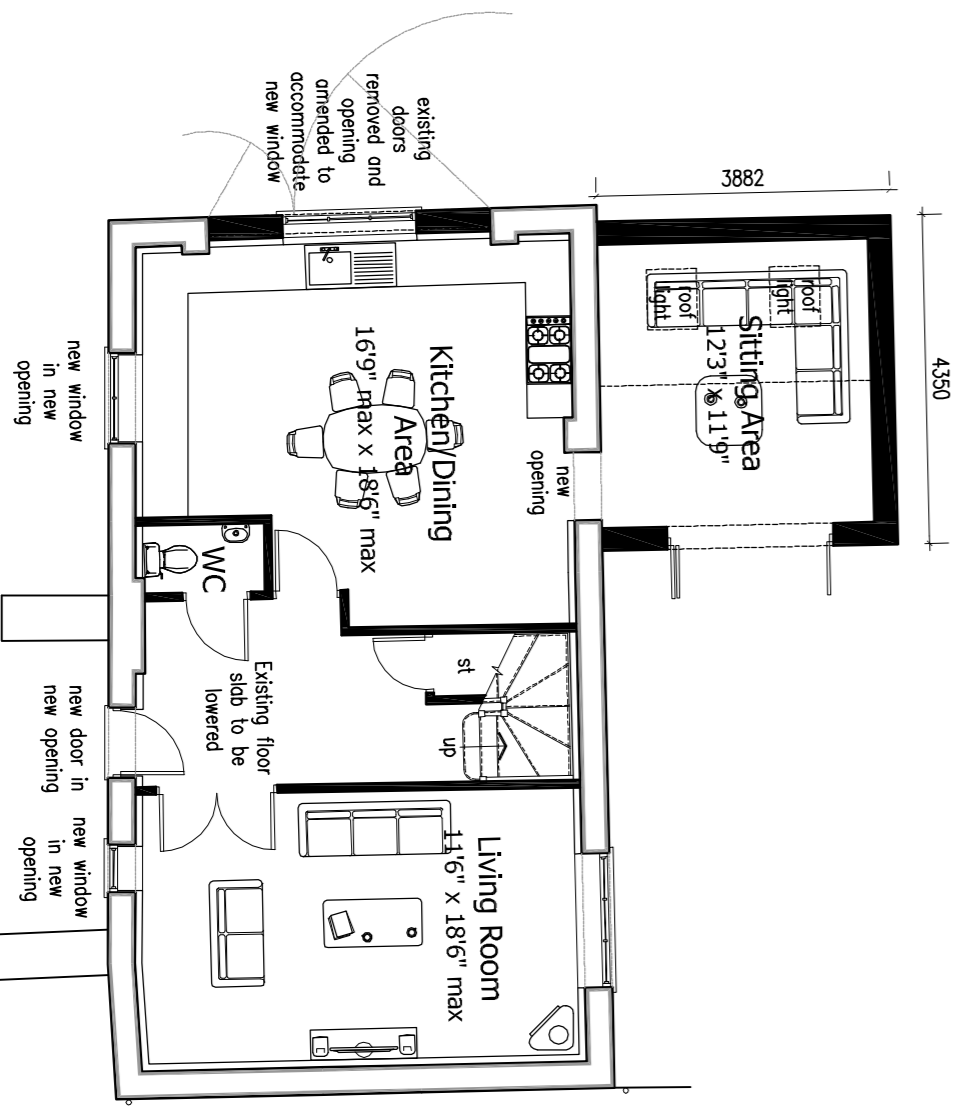 existing
doors
removed and
opening
amended to
accommodate
new window
3882
4350
roof
light
roof
light
Sitting Area
12'3" x 11'9"
new window
in new
opening
Kitchen/Dining
Area
16'9" max x 18'6" max
new
opening
WC
st
up
Existing floor
slab to be
lowered
new door in
new opening
new window
in new
opening
Living Room
11'6" x 18'6" max